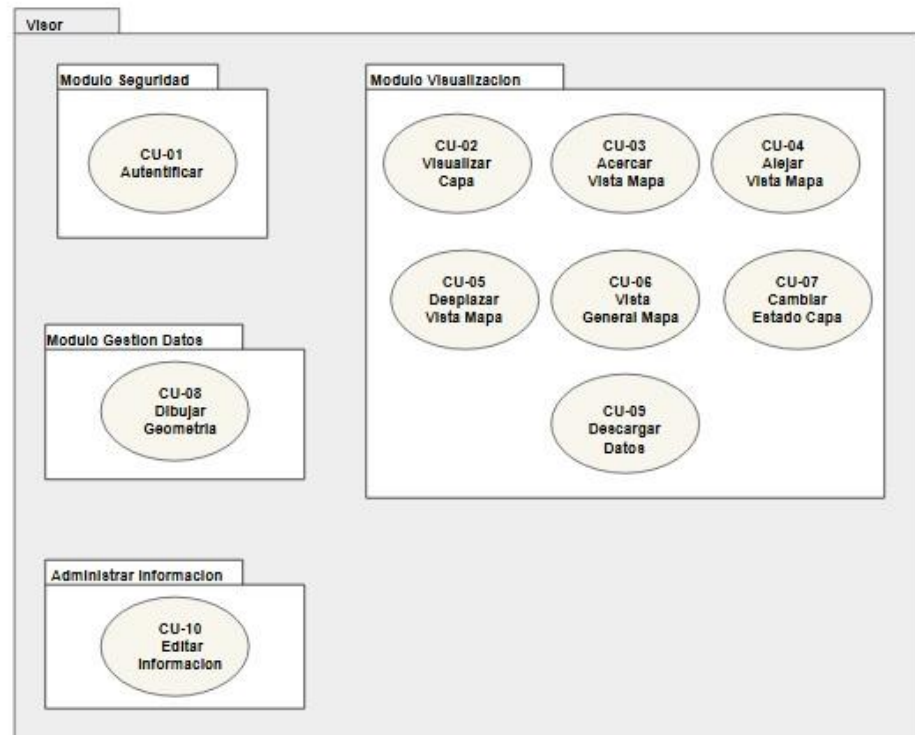 Visor
Modulo Seguridad
CU-01
Autentificar
Modulo Visualizacion
CU-02
Visualizar
Capa
CU-03
Acercar
Vista Mapa
CU-04
Alejar
Vista Mapa
CU-05
Desplazar
Vista Mapa
CU-06
Vista
General Mapa
CU-07
Cambiar
Estado Capa
CU-09
Descargar
Datos
Modulo Gestion Datos
CU-08
Dibujar
Geometria
Administrar Informacion
CU-10
Editar
Informacion